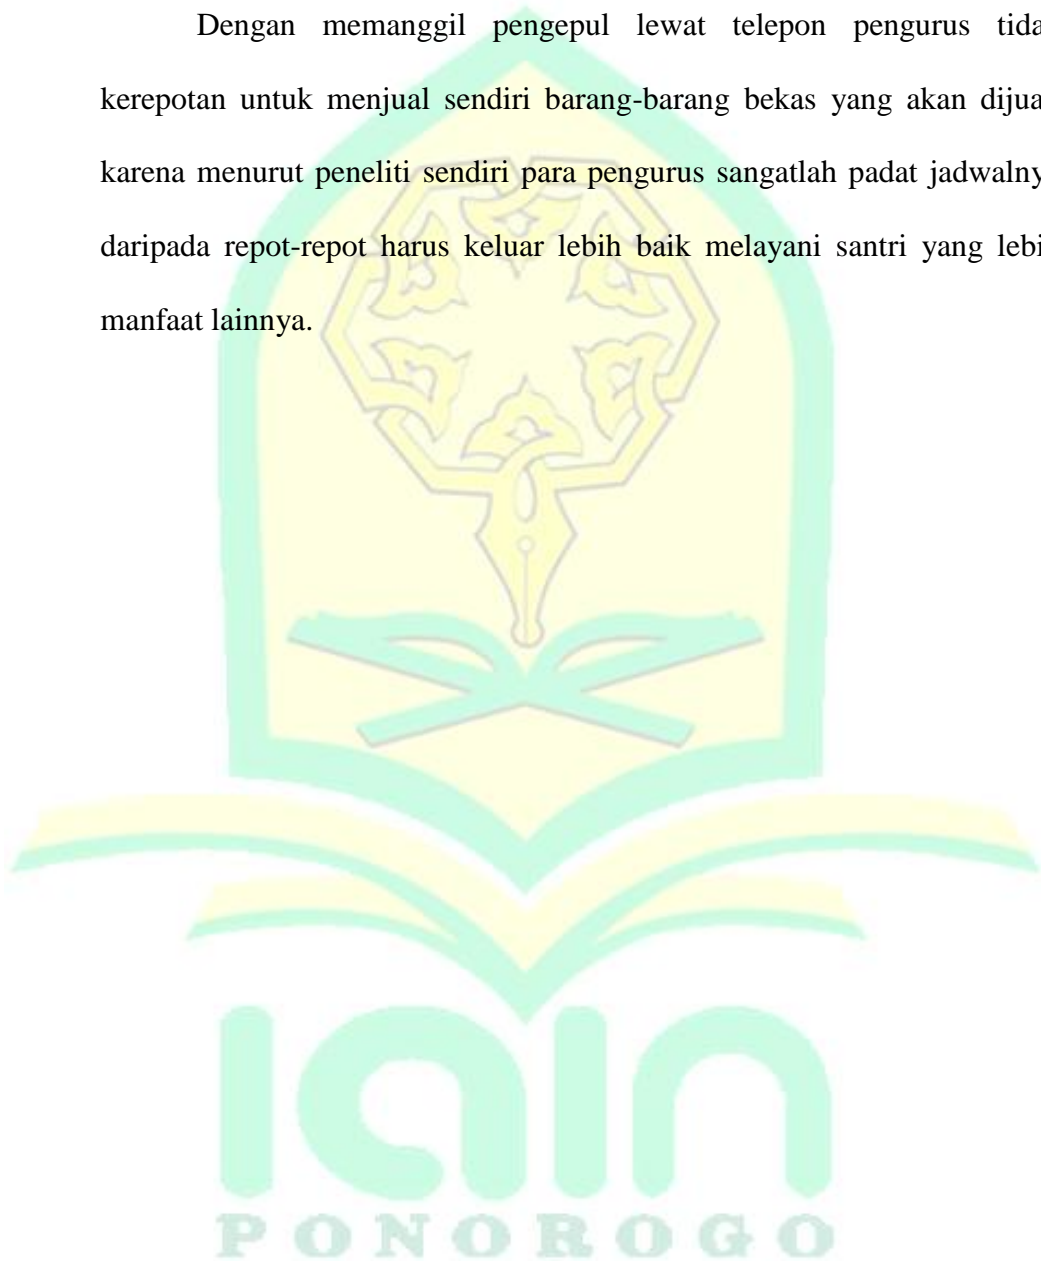 Dengan memanggil pengepul lewat telepon pengurus tida
kerepotan untuk menjual sendiri barang-barang bekas yang akan dijua
karena menurut peneliti sendiri para pengurus sangatlah padat jadwalny
daripada repot-repot harus keluar lebih baik melayani santri yang lebi
manfaat lainnya.
iain
PONOROGO